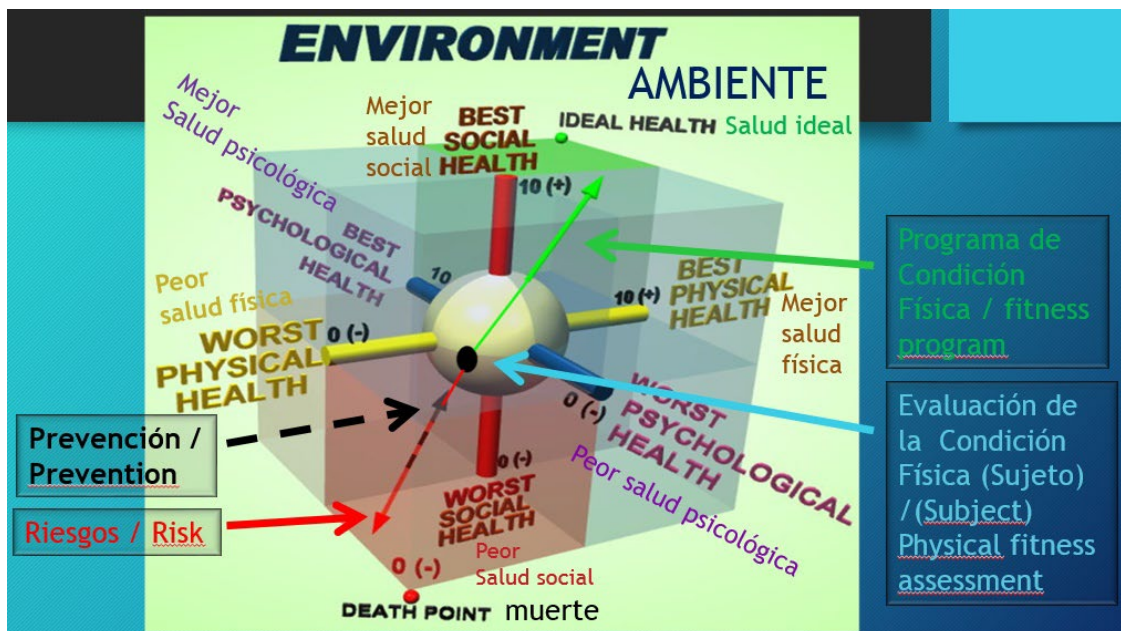 ENVIRONMENT
AMBIENTE
Mejor
Salud psicológica
Mejor
salud
social
BEST
SOCIAL
HEALTH
10 (+)
IDEAL HEALTH Salud ideal
BEST
PSYCHOLOGICAL
HEALTH
10
Peor
salud física
WORST
PHYSICAL
HEALTH
0 (-)
10 (+)
BEST
PHYSICAL
HEALTH
Mejor
salud
física
Programa de
Condición
Física / fitness
program
0 (-)
WORST
PSYCHOLOGICAL
HEALTH
Peor salud psicológica
Evaluación de
la Condición
Física (Sujeto)
/(Subject)
Physical fitness
assessment
Prevención /
Prevention
Riesgos / Risk
0 (-)
WORST
SOCIAL
HEALTH
Peor
Salud social
0 (-)
DEATH POINT muerte